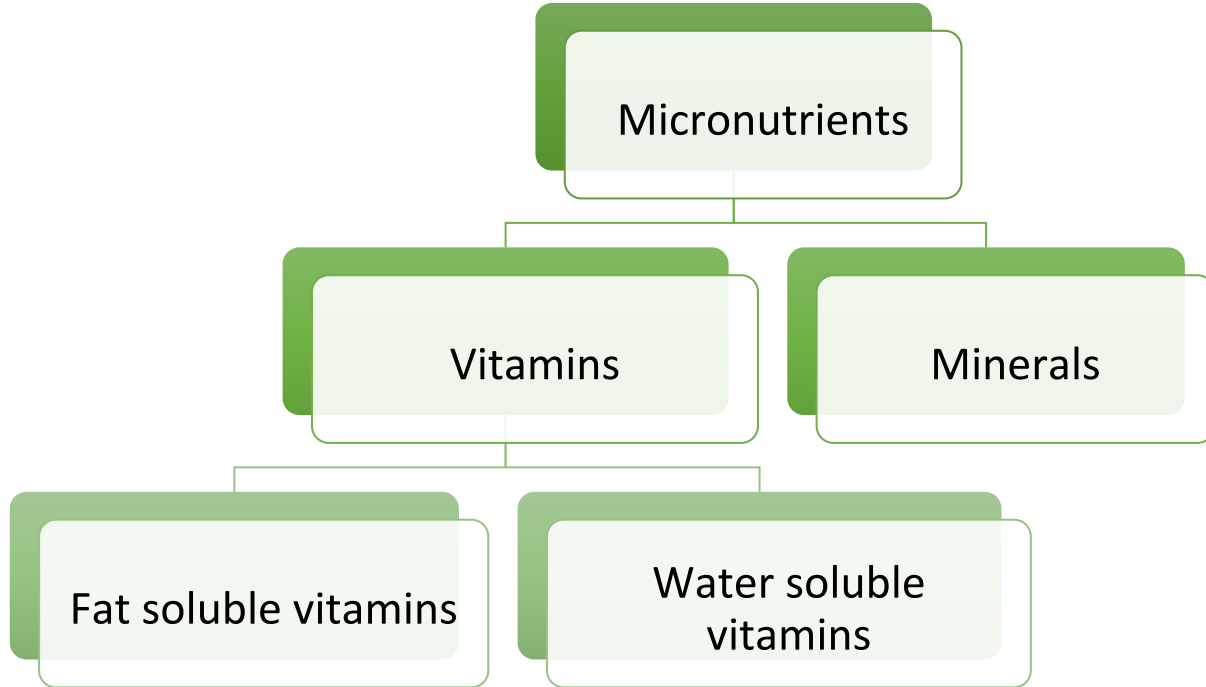 Micronutrients
Vitamins
Minerals
Fat soluble vitamins
Water soluble
vitamins